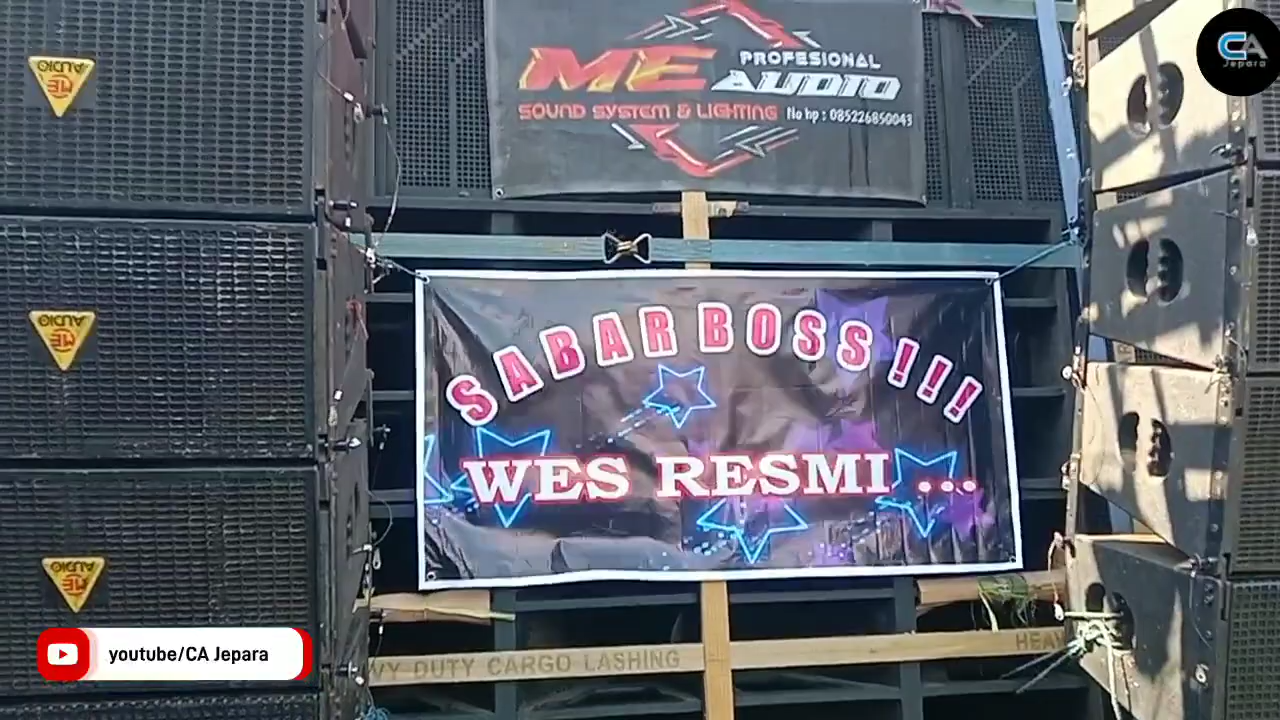 CA
Jepara
ME PROFESIONAL AUDIO
SOUND SYSTEM & LIGHTING No hp : 085226850043
ME AUDIO
ME AUDIO
ME AUDIO
SABAR BOSS !!!
WES RESMI ...
VY DUTY CARGO LASHING
HEAV
youtube/CA Jepara